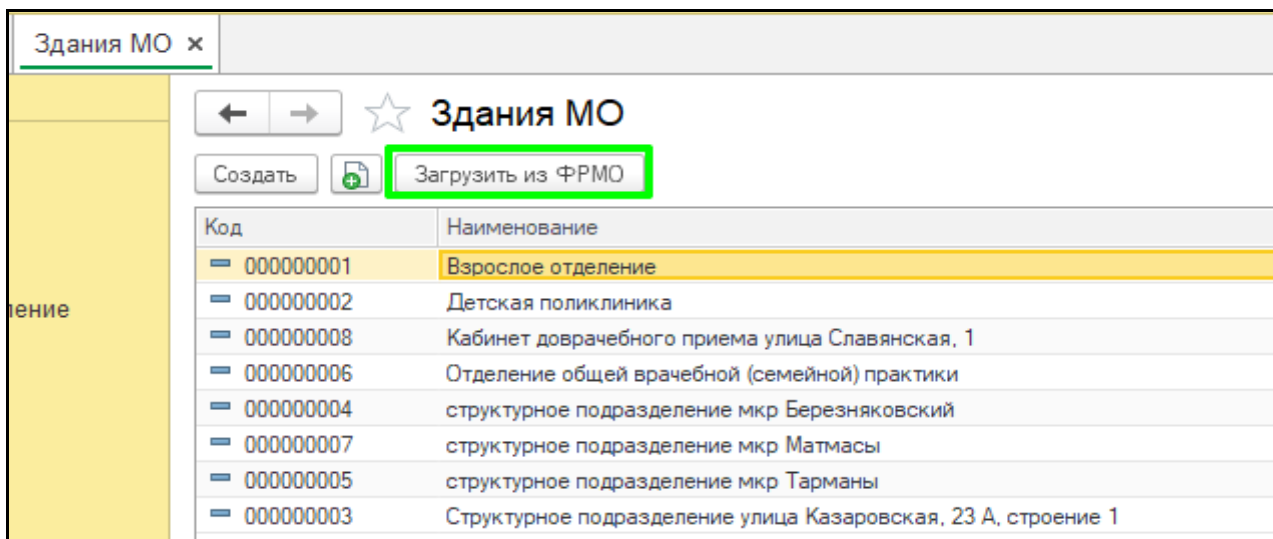 Здания МО ×
Здания МО
Создать Загрузить из ФРМО
Код Наименование
000000001 Взрослое отделение
000000002 Детская поликлиника
ление
000000008 Кабинет доврачебного приема улица Славянская, 1
000000006 Отделение общей врачебной (семейной) практики
000000004 структурное подразделение мкр Березняковский
000000007 структурное подразделение мкр Матмасы
000000005 структурное подразделение мкр Тарманы
000000003 Структурное подразделение улица Казаровская, 23 А, строение 1